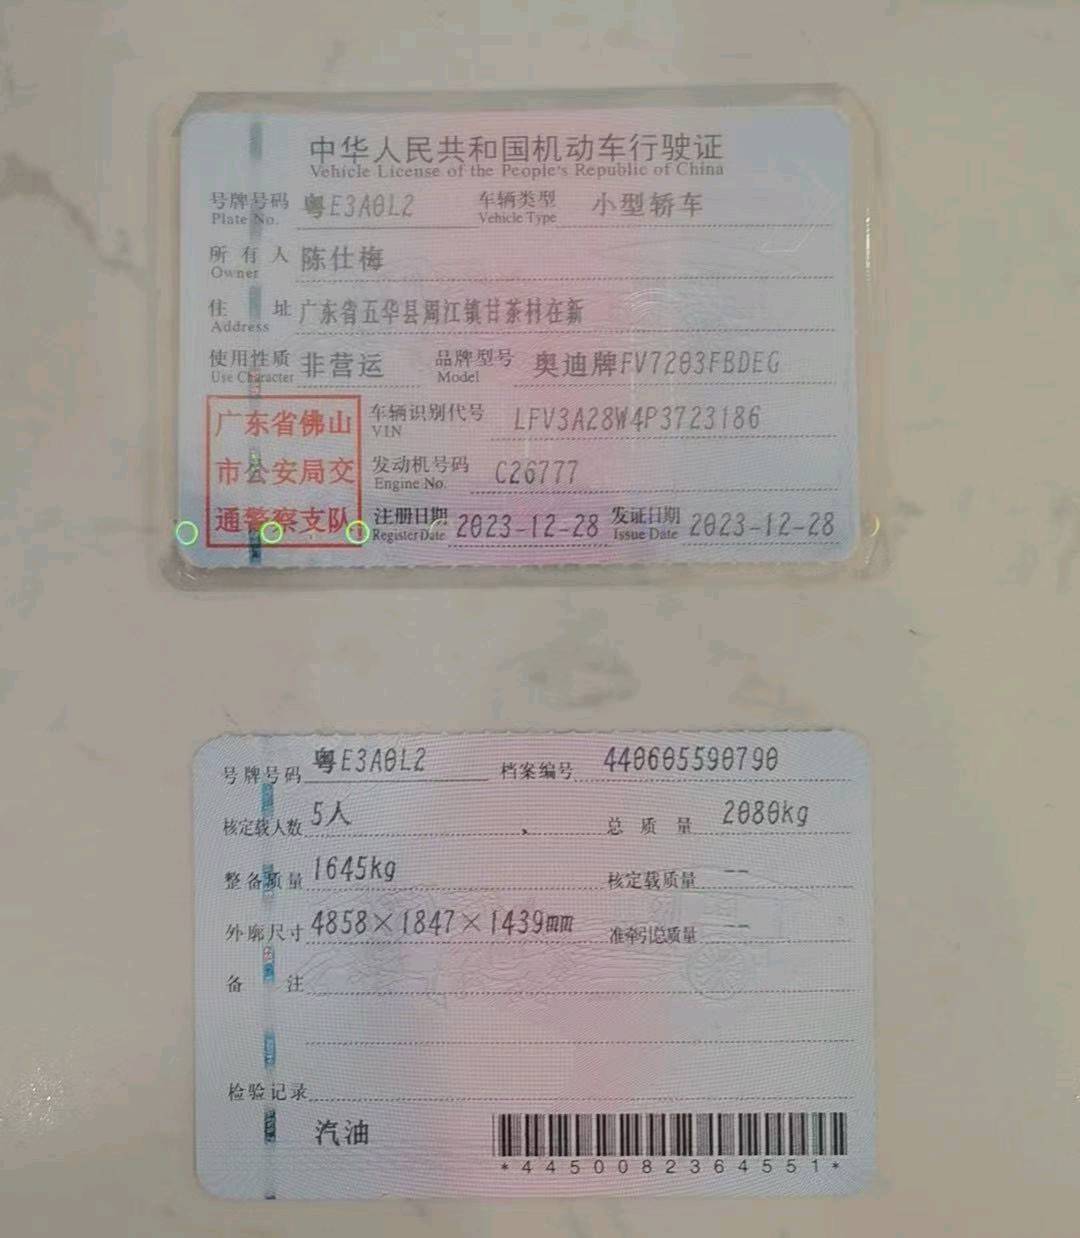 中华人民共和国机动车行驶证
Vehicle License of the People's Republic of China
号牌号码 粤E3A0L2 车辆类型 小型轿车
Plate No. Vehicle Type
所有人 陈仕梅
Owner
住址 广东省五华县周江镇甘茶村在新
Address
使用性质 非营运 品牌型号 奥迪牌FV7203FBDEG
Use Character Model
广东省佛山
市公安局交
通警察支队
车辆识别代号 LFV3A28W4P3723186
VIN
发动机号码 C26777
Engine No.
注册日期 2023-12-28 发证日期 2023-12-28
Register Date Issue Date
号牌号码 粤E3A0L2 档案编号 440605590790
核定载人数 5人 总质量 2080kg
整备质量 1645kg 核定载质量 --
外廓尺寸 4858×1847×1439mm 准牵引总质量 --
备注
检验记录
汽油
*4450082364551*